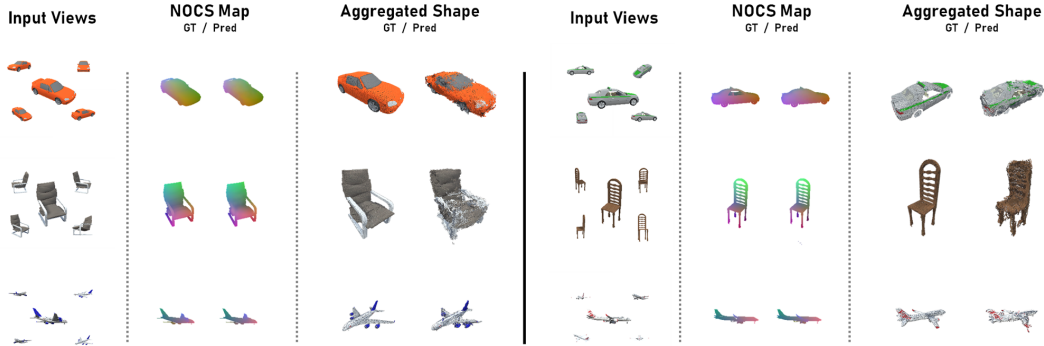 Input Views
NOCS Map
GT / Pred
Aggregated Shape
GT / Pred
Input Views
NOCS Map
GT / Pred
Aggregated Shape
GT / Pred